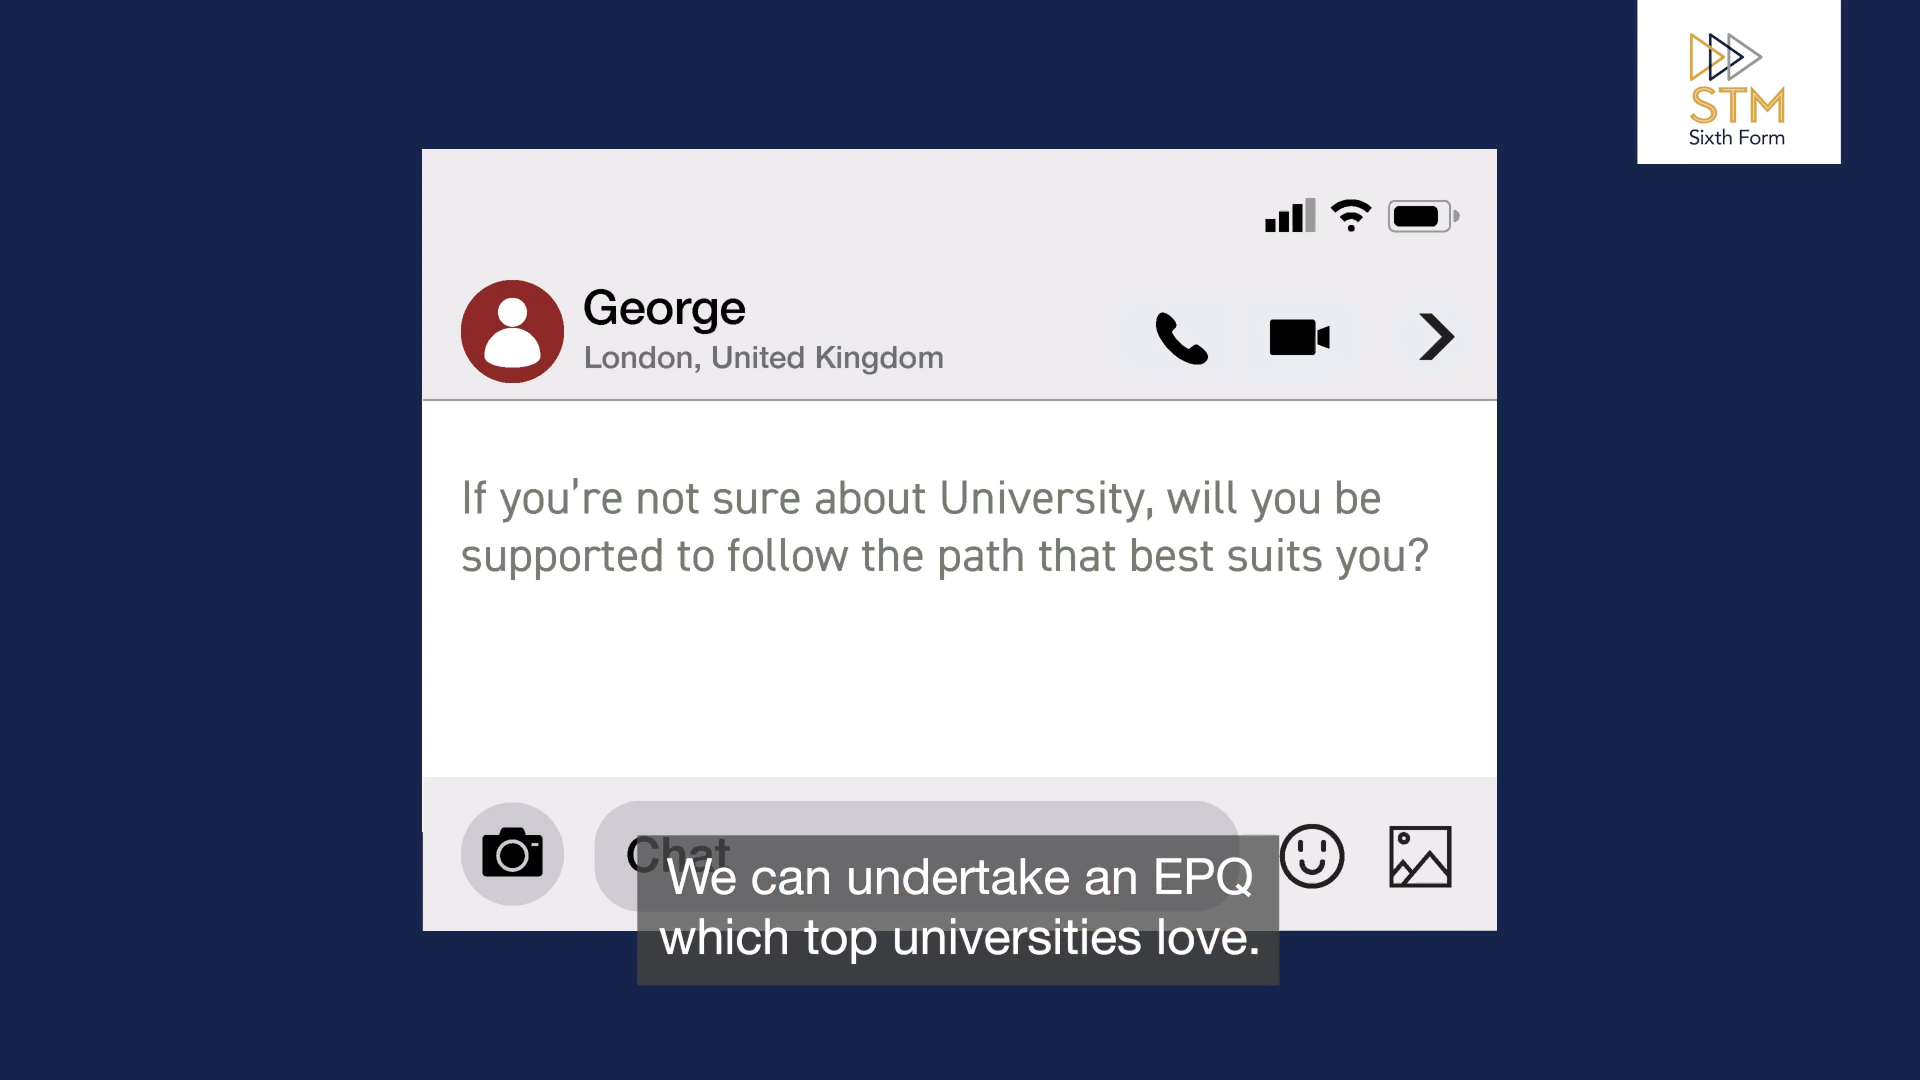 STM
Sixth Form
George
London, United Kingdom
If you’re not sure about University, will you be
supported to follow the path that best suits you?
Chat
We can undertake an EPQ
which top universities love.